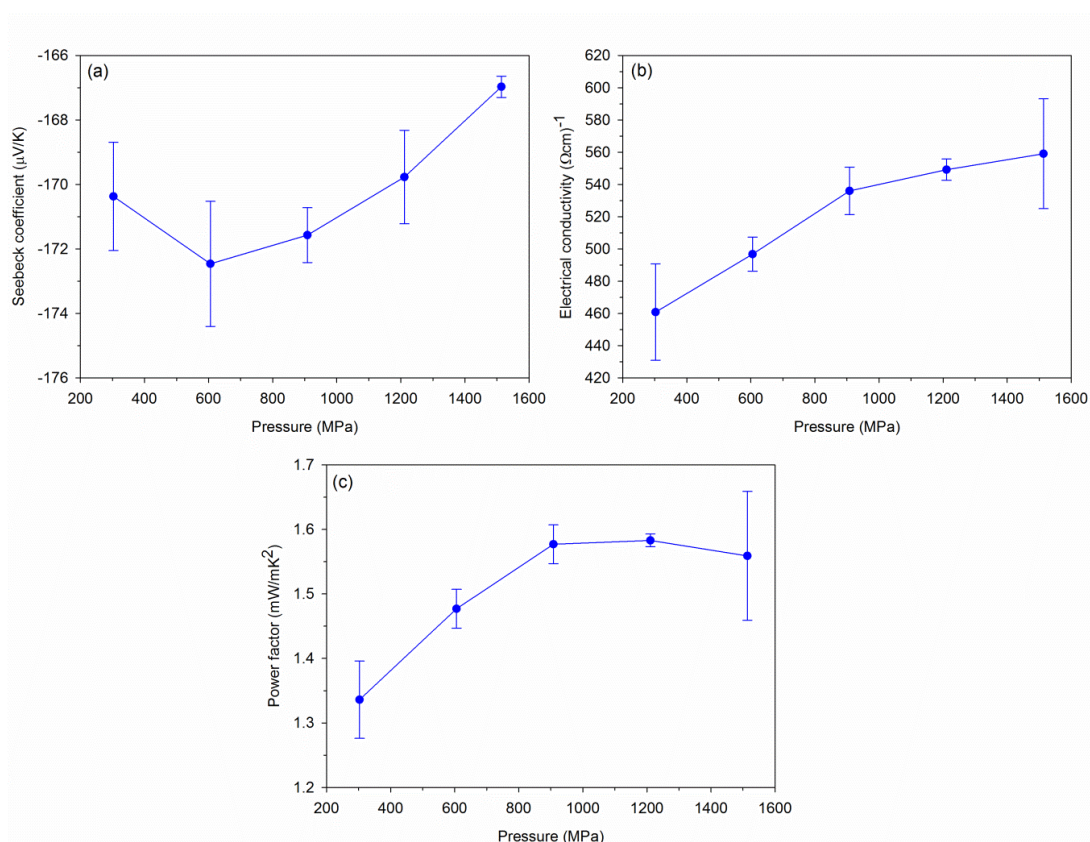 (a)
-166
-168
-170
-172
-174
-176
Seebeck coefficient (µV/K)
200 400 600 800 1000 1200 1400 1600
Pressure (MPa)
(b)
620
600
580
560
540
520
500
480
460
440
420
Electrical conductivity (Ωcm)⁻¹
200 400 600 800 1000 1200 1400 1600
Pressure (MPa)
(c)
1.7
1.6
1.5
1.4
1.3
1.2
Power factor (mW/mK²)
200 400 600 800 1000 1200 1400 1600
Pressure (MPa)